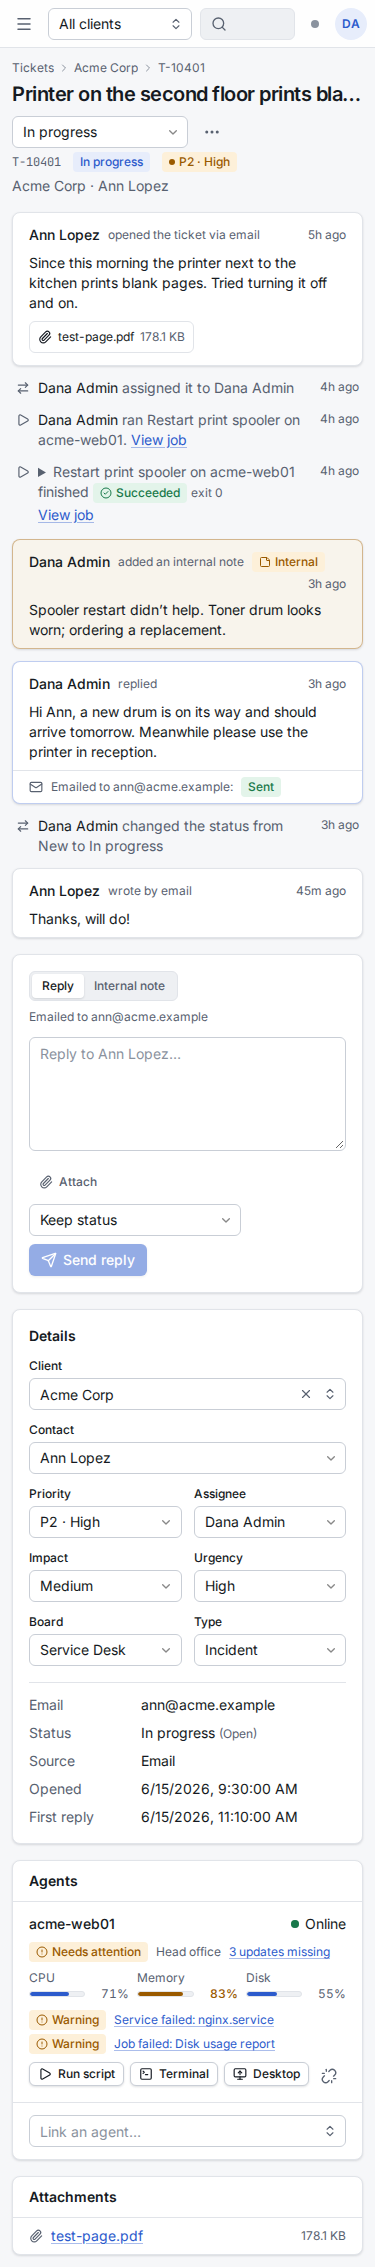 All clients
DA
Tickets > Acme Corp > T-10401
Printer on the second floor prints bla…
In progress
T-10401 In progress P2 · High
Acme Corp · Ann Lopez
Ann Lopez opened the ticket via email 5h ago
Since this morning the printer next to the
kitchen prints blank pages. Tried turning it off
and on.
test-page.pdf 178.1 KB
Dana Admin assigned it to Dana Admin 4h ago
Dana Admin ran Restart print spooler on 4h ago
acme-web01. View job
Restart print spooler on acme-web01 4h ago
finished Succeeded exit 0
View job
Dana Admin added an internal note Internal
3h ago
Spooler restart didn’t help. Toner drum looks
worn; ordering a replacement.
Dana Admin replied 3h ago
Hi Ann, a new drum is on its way and should
arrive tomorrow. Meanwhile please use the
printer in reception.
Emailed to ann@acme.example: Sent
Dana Admin changed the status from 3h ago
New to In progress
Ann Lopez wrote by email 45m ago
Thanks, will do!
Reply Internal note
Emailed to ann@acme.example
Reply to Ann Lopez…
Attach
Keep status
Send reply
Details
Client
Acme Corp
Contact
Ann Lopez
Priority Assignee
P2 · High Dana Admin
Impact Urgency
Medium High
Board Type
Service Desk Incident
Email ann@acme.example
Status In progress (Open)
Source Email
Opened 6/15/2026, 9:30:00 AM
First reply 6/15/2026, 11:10:00 AM
Agents
acme-web01 Online
Needs attention Head office 3 updates missing
CPU Memory Disk
71% 83% 55%
Warning Service failed: nginx.service
Warning Job failed: Disk usage report
Run script Terminal Desktop
Link an agent…
Attachments
test-page.pdf 178.1 KB